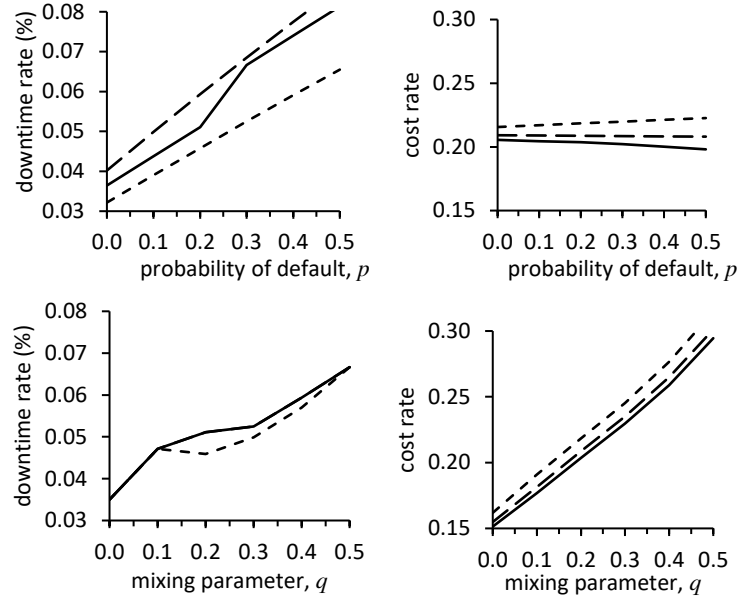 downtime rate (%)
0.08
0.07
0.06
0.05
0.04
0.03
0.0 0.1 0.2 0.3 0.4 0.5
probability of default, p
cost rate
0.30
0.25
0.20
0.15
0.0 0.1 0.2 0.3 0.4 0.5
probability of default, p
downtime rate (%)
0.08
0.07
0.06
0.05
0.04
0.03
0.0 0.1 0.2 0.3 0.4 0.5
mixing parameter, q
cost rate
0.30
0.25
0.20
0.15
0.0 0.1 0.2 0.3 0.4 0.5
mixing parameter, q